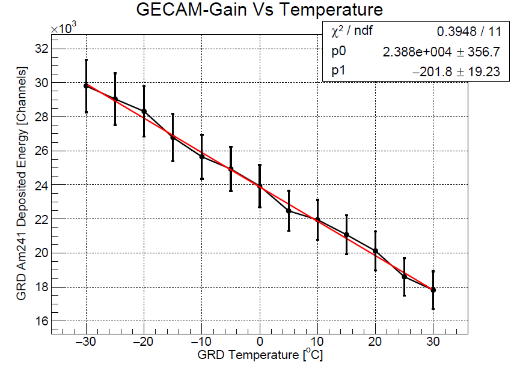 GECAM-Gain Vs Temperature
×10³
χ² / ndf 0.3948 / 11
p0 2.388e+004 ± 356.7
p1 −201.8 ± 19.23
GRD Am241 Deposited Energy [Channels]
32
30
28
26
24
22
20
18
16
−30 −20 −10 0 10 20 30
GRD Temperature [°C]